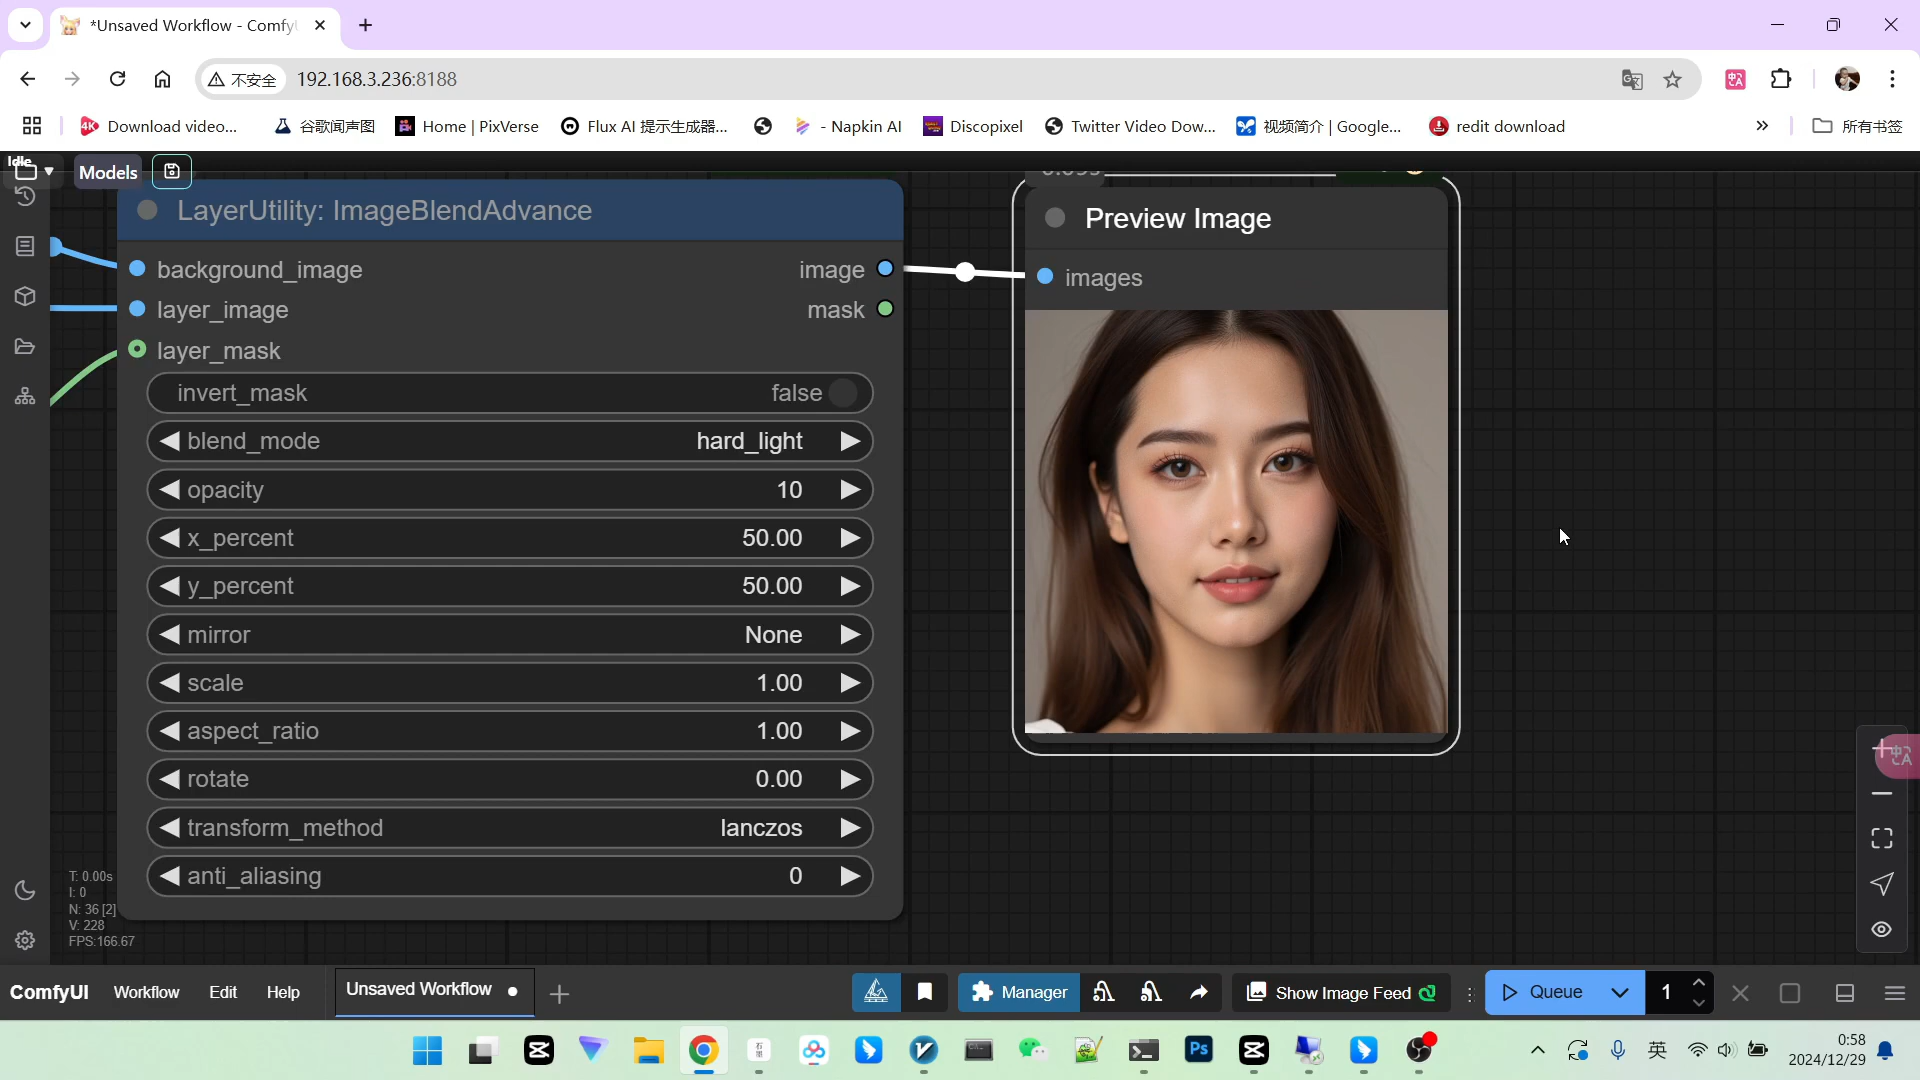 *Unsaved Workflow - ComfyU
不安全
192.168.3.236:8188
Download video...
谷歌闻声图
Home | PixVerse
Flux AI 提示生成器...
- Napkin AI
Discopixel
Twitter Video Dow...
视频简介 | Google...
redit download
所有书签
Idle
Models
LayerUtility: ImageBlendAdvance
background_image
image
layer_image
mask
layer_mask
invert_mask
false
blend_mode
hard_light
opacity
10
x_percent
50.00
y_percent
50.00
mirror
None
scale
1.00
aspect_ratio
1.00
rotate
0.00
transform_method
lanczos
anti_aliasing
0
Preview Image
images
T: 0.00s
I: 0
N: 36 [2]
V: 228
FPS:166.67
ComfyUI
Workflow
Edit
Help
Unsaved Workflow
Manager
Show Image Feed
Queue
1
英
0:58
2024/12/29